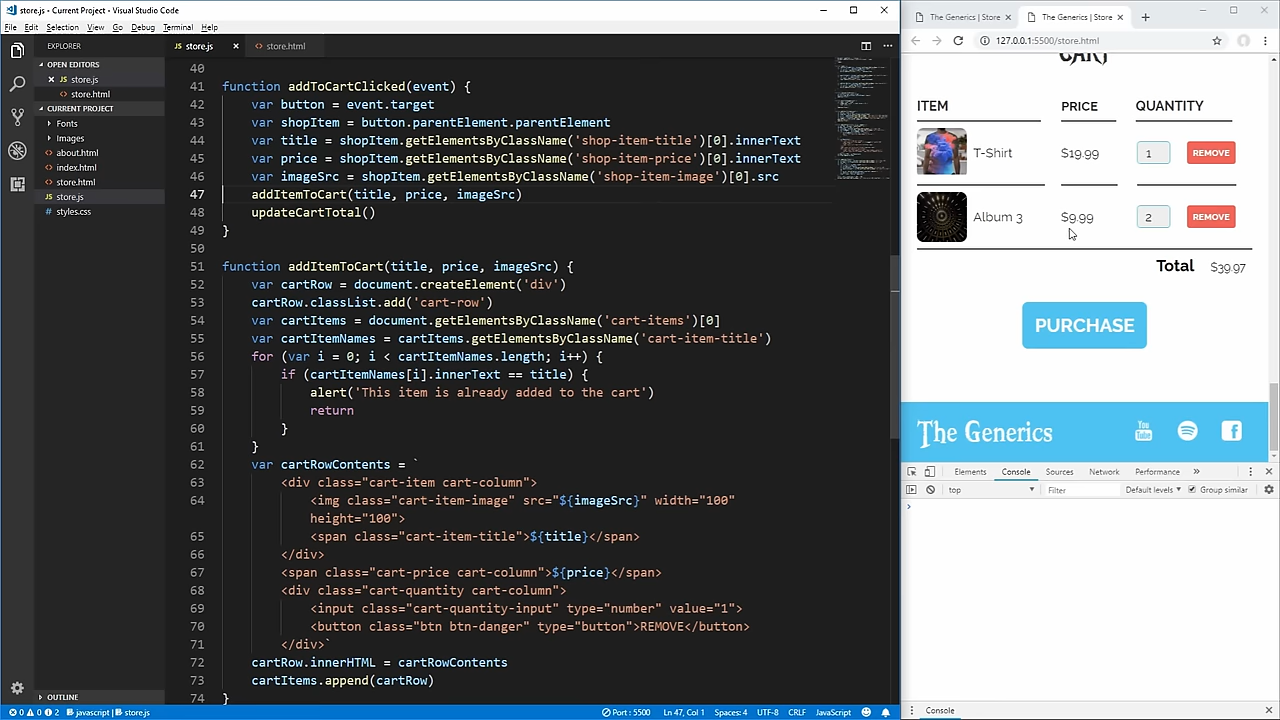 store.js - Current Project - Visual Studio Code
File Edit Selection View Go Debug Terminal Help
EXPLORER
OPEN EDITORS
store.js
store.html
CURRENT PROJECT
Fonts
Images
about.html
index.html
store.html
store.js
styles.css
OUTLINE
store.js
store.html
40
41 function addToCartClicked(event) {
42 var button = event.target
43 var shopItem = button.parentElement.parentElement
44 var title = shopItem.getElementsByClassName('shop-item-title')[0].innerText
45 var price = shopItem.getElementsByClassName('shop-item-price')[0].innerText
46 var imageSrc = shopItem.getElementsByClassName('shop-item-image')[0].src
47 addItemToCart(title, price, imageSrc)
48 updateCartTotal()
49 }
50
51 function addItemToCart(title, price, imageSrc) {
52 var cartRow = document.createElement('div')
53 cartRow.classList.add('cart-row')
54 var cartItems = document.getElementsByClassName('cart-items')[0]
55 var cartItemNames = cartItems.getElementsByClassName('cart-item-title')
56 for (var i = 0; i < cartItemNames.length; i++) {
57 if (cartItemNames[i].innerText == title) {
58 alert('This item is already added to the cart')
59 return
60 }
61 }
62 var cartRowContents = `
63 <div class="cart-item cart-column">
64 <img class="cart-item-image" src="${imageSrc}" width="100"
height="100">
65 <span class="cart-item-title">${title}</span>
66 </div>
67 <span class="cart-price cart-column">${price}</span>
68 <div class="cart-quantity cart-column">
69 <input class="cart-quantity-input" type="number" value="1">
70 <button class="btn btn-danger" type="button">REMOVE</button>
71 </div>`
72 cartRow.innerHTML = cartRowContents
73 cartItems.append(cartRow)
74 }
0 0 2 javascript | store.js Port : 5500 Ln 47, Col 1 Spaces: 4 UTF-8 CRLF JavaScript
The Generics | Store
The Generics | Store
127.0.0.1:5500/store.html
CART
ITEM PRICE QUANTITY
T-Shirt $19.99 1 REMOVE
Album 3 $9.99 2 REMOVE
Total $39.97
PURCHASE
The Generics
You Tube
Elements Console Sources Network Performance »
top Filter Default levels Group similar
Console